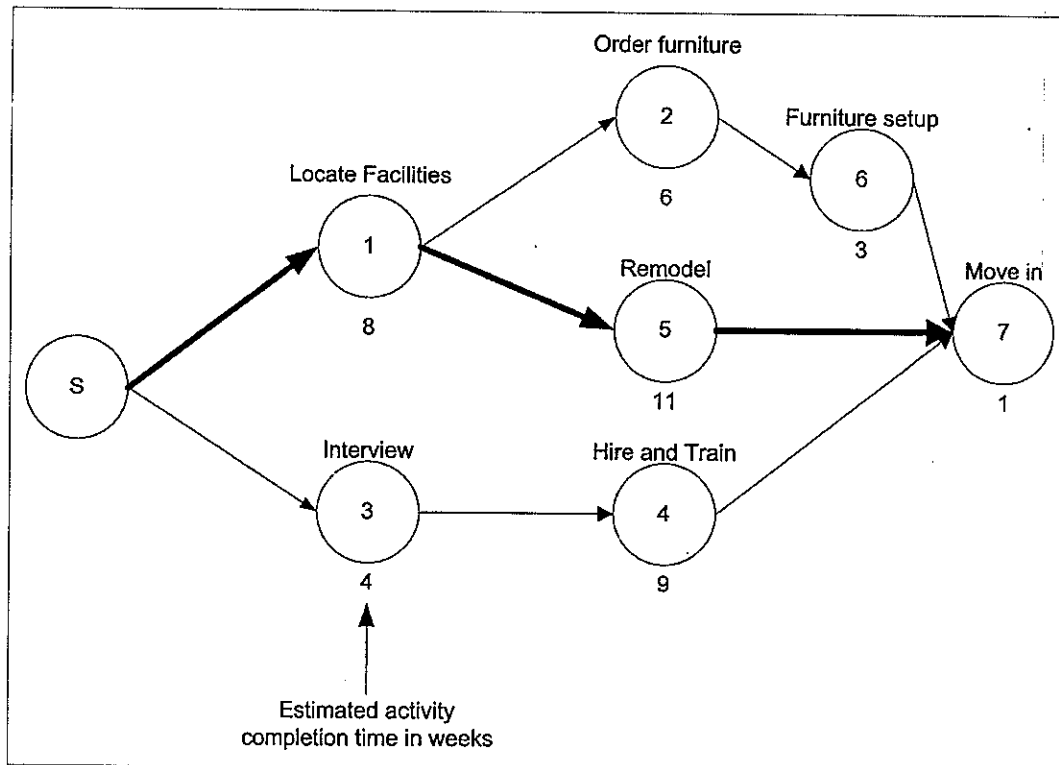 Order furniture
2
6
Furniture setup
6
3
Locate Facilities
1
8
Remodel
5
11
Move in
7
1
S
Interview
3
4
Hire and Train
4
9
Estimated activity
completion time in weeks